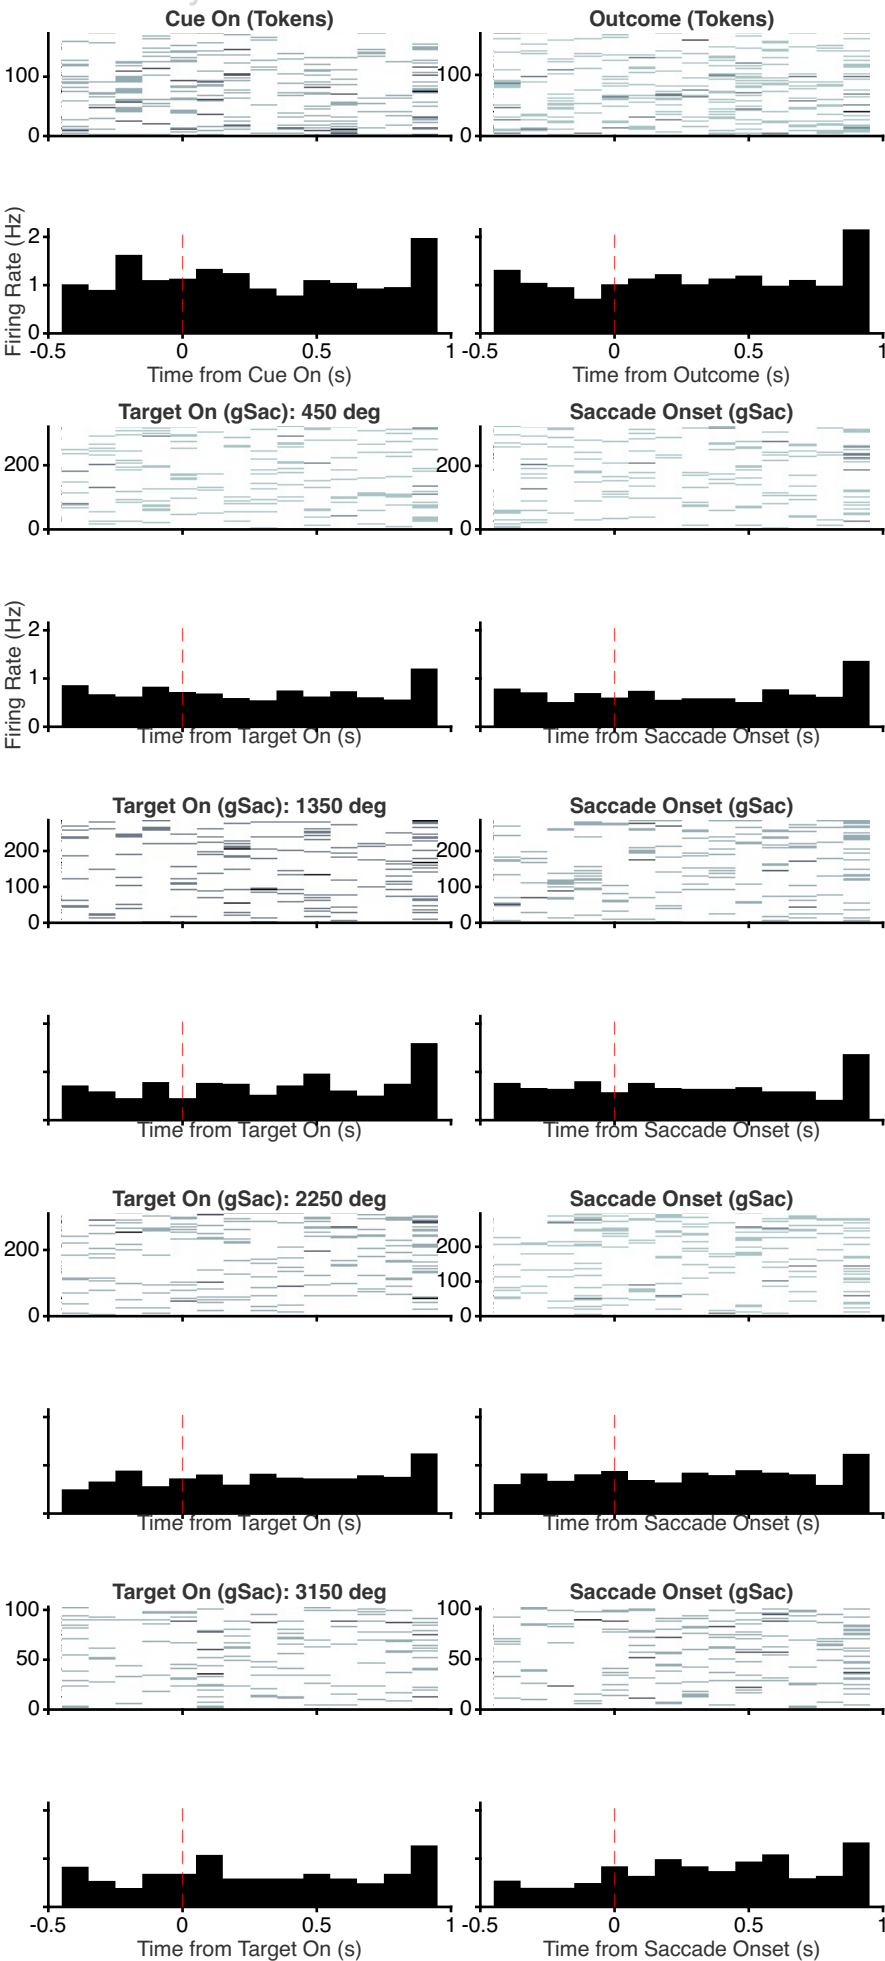 Cue On (Tokens)
Outcome (Tokens)
100
0
100
0
Firing Rate (Hz)
2
1
0
-0.5 0 0.5 1
Time from Cue On (s)
-0.5 0 0.5 1
Time from Outcome (s)
Target On (gSac): 450 deg
Saccade Onset (gSac)
200
0
200
0
Firing Rate (Hz)
2
1
0
Time from Target On (s)
Time from Saccade Onset (s)
Target On (gSac): 1350 deg
Saccade Onset (gSac)
200
100
0
200
100
0
Time from Target On (s)
Time from Saccade Onset (s)
Target On (gSac): 2250 deg
Saccade Onset (gSac)
200
0
200
100
0
Time from Target On (s)
Time from Saccade Onset (s)
Target On (gSac): 3150 deg
Saccade Onset (gSac)
100
50
0
100
50
0
-0.5 0 0.5 1
Time from Target On (s)
-0.5 0 0.5 1
Time from Saccade Onset (s)